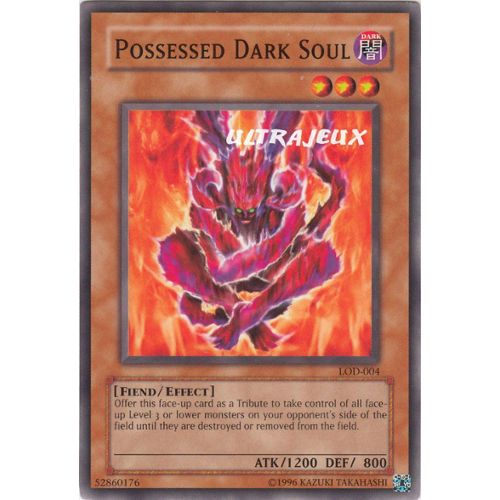 POSSESSED DARK SOUL
DARK
闇
ULTRAJEUX
LOD-004
[FIEND/EFFECT]
Offer this face-up card as a Tribute to take control of all face-
up Level 3 or lower monsters on your opponent's side of the
field until they are destroyed or removed from the field.
ATK/1200 DEF/ 800
52860176
©1996 KAZUKI TAKAHASHI